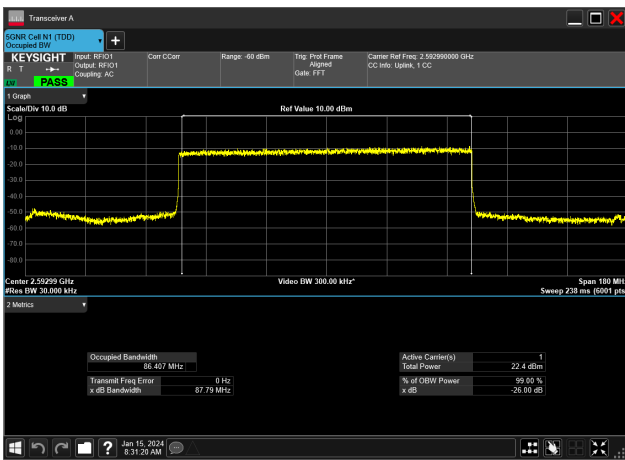 Transceiver A
5GNR Cell N1 (TDD)
Occupied BW
KEYSIGHT
R T
LV
PASS
Input: RFIO1
Output: RFIO1
Coupling: AC
Corr CCorr
Range: -60 dBm
Trig: Prot Frame
Aligned
Gate: FFT
Carrier Ref Freq: 2.592990000 GHz
CC Info: Uplink, 1 CC
1 Graph
Scale/Div 10.0 dB
Ref Value 10.00 dBm
Log
0.00
-10.0
-20.0
-30.0
-40.0
-50.0
-60.0
-70.0
-80.0
Center 2.59299 GHz
Video BW 300.00 kHz*
Span 180 MHz
#Res BW 30.000 kHz
Sweep 238 ms (6001 pts
2 Metrics
Occupied Bandwidth
86.407 MHz
Transmit Freq Error 0 Hz
x dB Bandwidth 87.79 MHz
Active Carrier(s) 1
Total Power 22.4 dBm
% of OBW Power 99.00 %
x dB -26.00 dB
?
Jan 15, 2024
8:31:20 AM